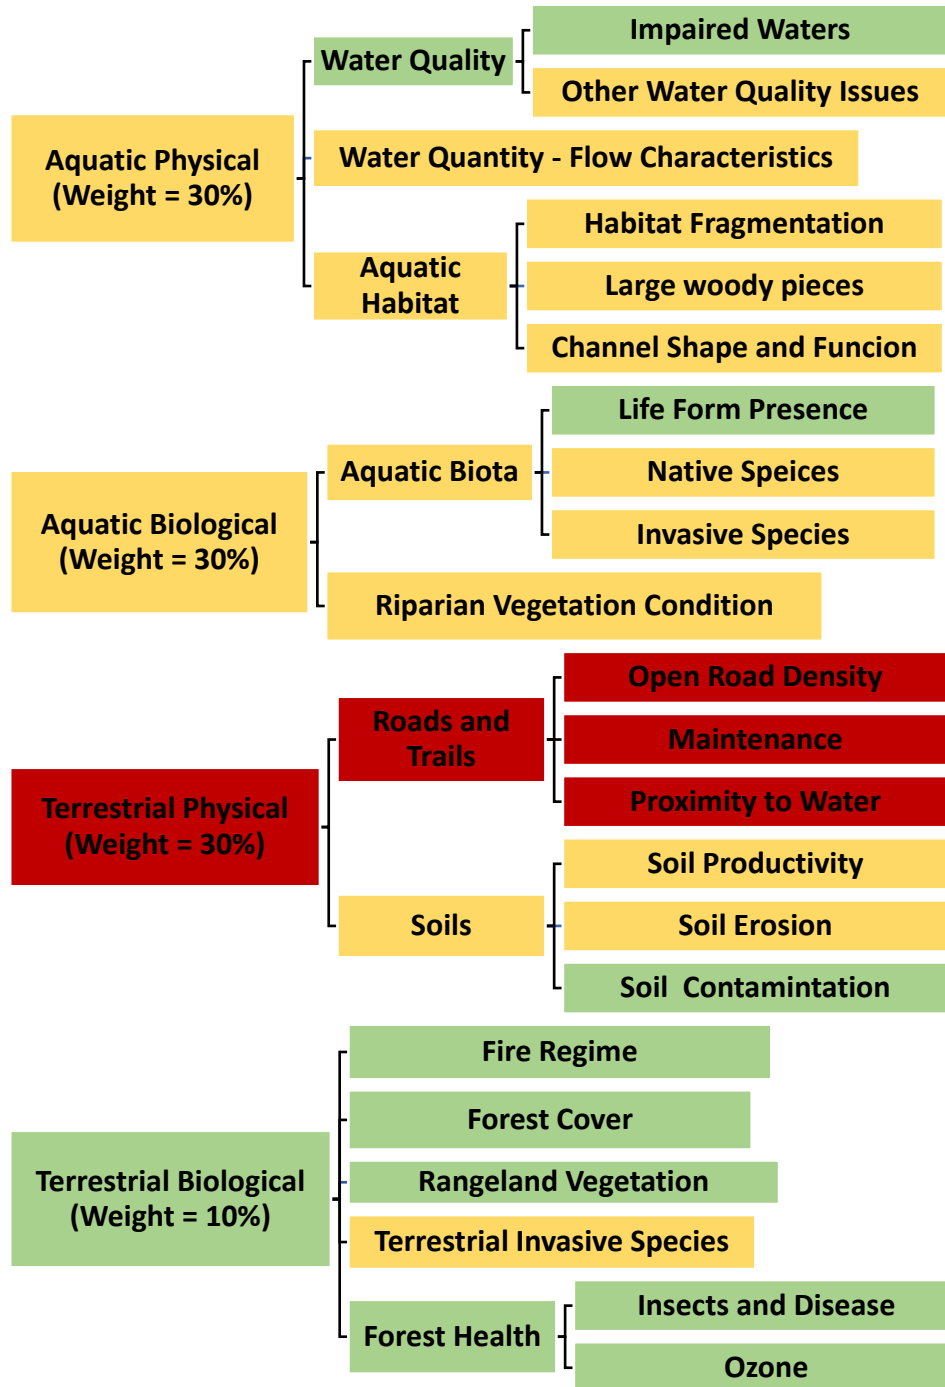 Impaired Waters
Water Quality
Other Water Quality Issues
Aquatic Physical
(Weight = 30%)
Water Quantity - Flow Characteristics
Habitat Fragmentation
Aquatic
Habitat
Large woody pieces
Channel Shape and Funcion
Life Form Presence
Aquatic Biota
Native Speices
Invasive Species
Aquatic Biological
(Weight = 30%)
Riparian Vegetation Condition
Open Road Density
Roads and
Trails
Maintenance
Proximity to Water
Terrestrial Physical
(Weight = 30%)
Soil Productivity
Soils
Soil Erosion
Soil  Contamintation
Fire Regime
Forest Cover
Terrestrial Biological
(Weight = 10%)
Rangeland Vegetation
Terrestrial Invasive Species
Insects and Disease
Forest Health
Ozone